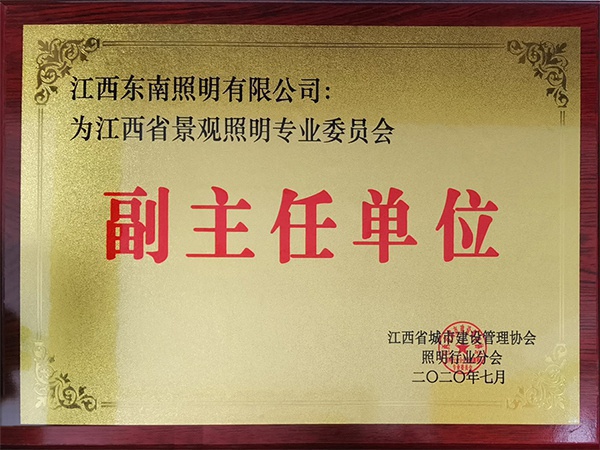 江西东南照明有限公司:
为江西省景观照明专业委员会
副主任单位
江西省城市建设管理协会
照明行业分会
二〇二〇年七月